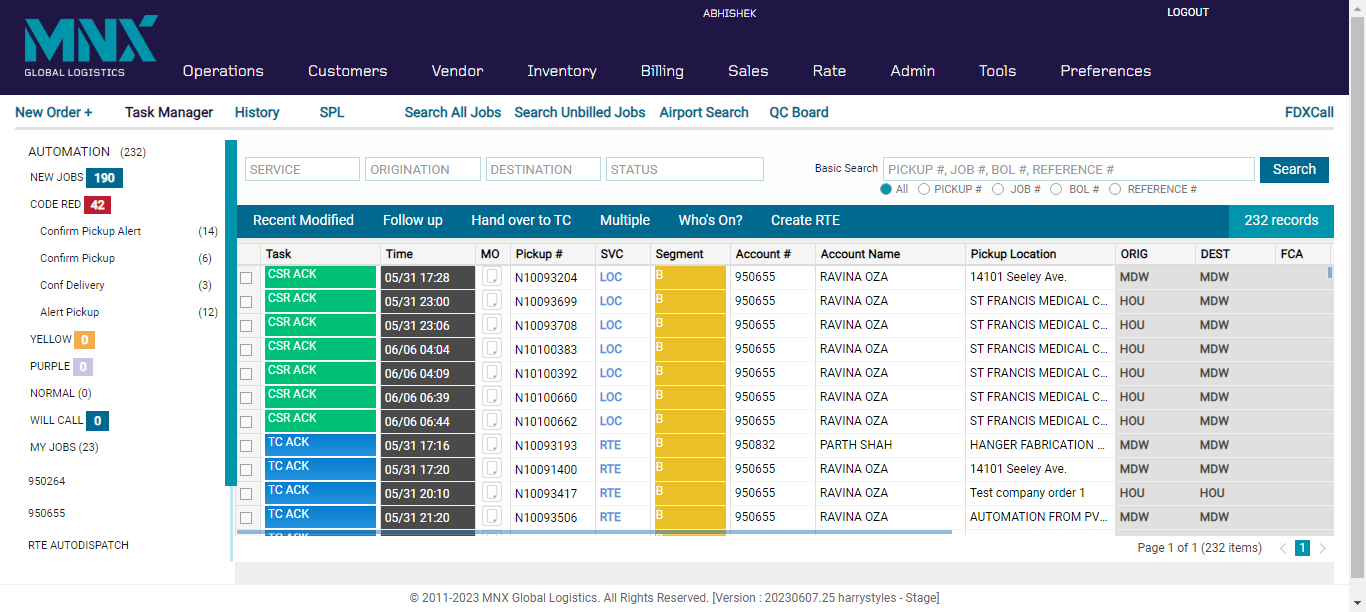 ABHISHEK LOGOUT
MNX
GLOBAL LOGISTICS
Operations Customers Vendor Inventory Billing Sales Rate Admin Tools Preferences
New Order + Task Manager History SPL Search All Jobs Search Unbilled Jobs Airport Search QC Board FDXCall
AUTOMATION (232)
NEW JOBS 190
CODE RED 42
Confirm Pickup Alert (14)
Confirm Pickup (6)
Conf Delivery (3)
Alert Pickup (12)
YELLOW 0
PURPLE 0
NORMAL (0)
WILL CALL 0
MY JOBS (23)
950264
950655
RTE AUTODISPATCH
SERVICE ORIGINATION DESTINATION STATUS Basic Search PICKUP #, JOB #, BOL #, REFERENCE # Search
All PICKUP # JOB # BOL # REFERENCE #
Recent Modified Follow up Hand over to TC Multiple Who's On? Create RTE 232 records
Task Time MO Pickup # SVC Segment Account # Account Name Pickup Location ORIG DEST FCA
CSR ACK 05/31 17:28 N10093204 LOC B 950655 RAVINA OZA 14101 Seeley Ave. MDW MDW
CSR ACK 05/31 23:00 N10093699 LOC B 950655 RAVINA OZA ST FRANCIS MEDICAL C... HOU MDW
CSR ACK 05/31 23:06 N10093708 LOC B 950655 RAVINA OZA ST FRANCIS MEDICAL C... HOU MDW
CSR ACK 06/06 04:04 N10100383 LOC B 950655 RAVINA OZA ST FRANCIS MEDICAL C... HOU MDW
CSR ACK 06/06 04:09 N10100392 LOC B 950655 RAVINA OZA ST FRANCIS MEDICAL C... HOU MDW
CSR ACK 06/06 06:39 N10100660 LOC B 950655 RAVINA OZA ST FRANCIS MEDICAL C... HOU MDW
CSR ACK 06/06 06:44 N10100662 LOC B 950655 RAVINA OZA ST FRANCIS MEDICAL C... HOU MDW
TC ACK 05/31 17:16 N10093193 RTE B 950832 PARTH SHAH HANGER FABRICATION ... MDW MDW
TC ACK 05/31 17:20 N10091400 RTE B 950655 RAVINA OZA 14101 Seeley Ave. MDW MDW
TC ACK 05/31 20:10 N10093417 RTE B 950655 RAVINA OZA Test company order 1 HOU HOU
TC ACK 05/31 21:20 N10093506 RTE B 950655 RAVINA OZA AUTOMATION FROM PV... MDW MDW
Page 1 of 1 (232 items) 1
© 2011-2023 MNX Global Logistics. All Rights Reserved. [Version : 20230607.25 harrystyles - Stage]